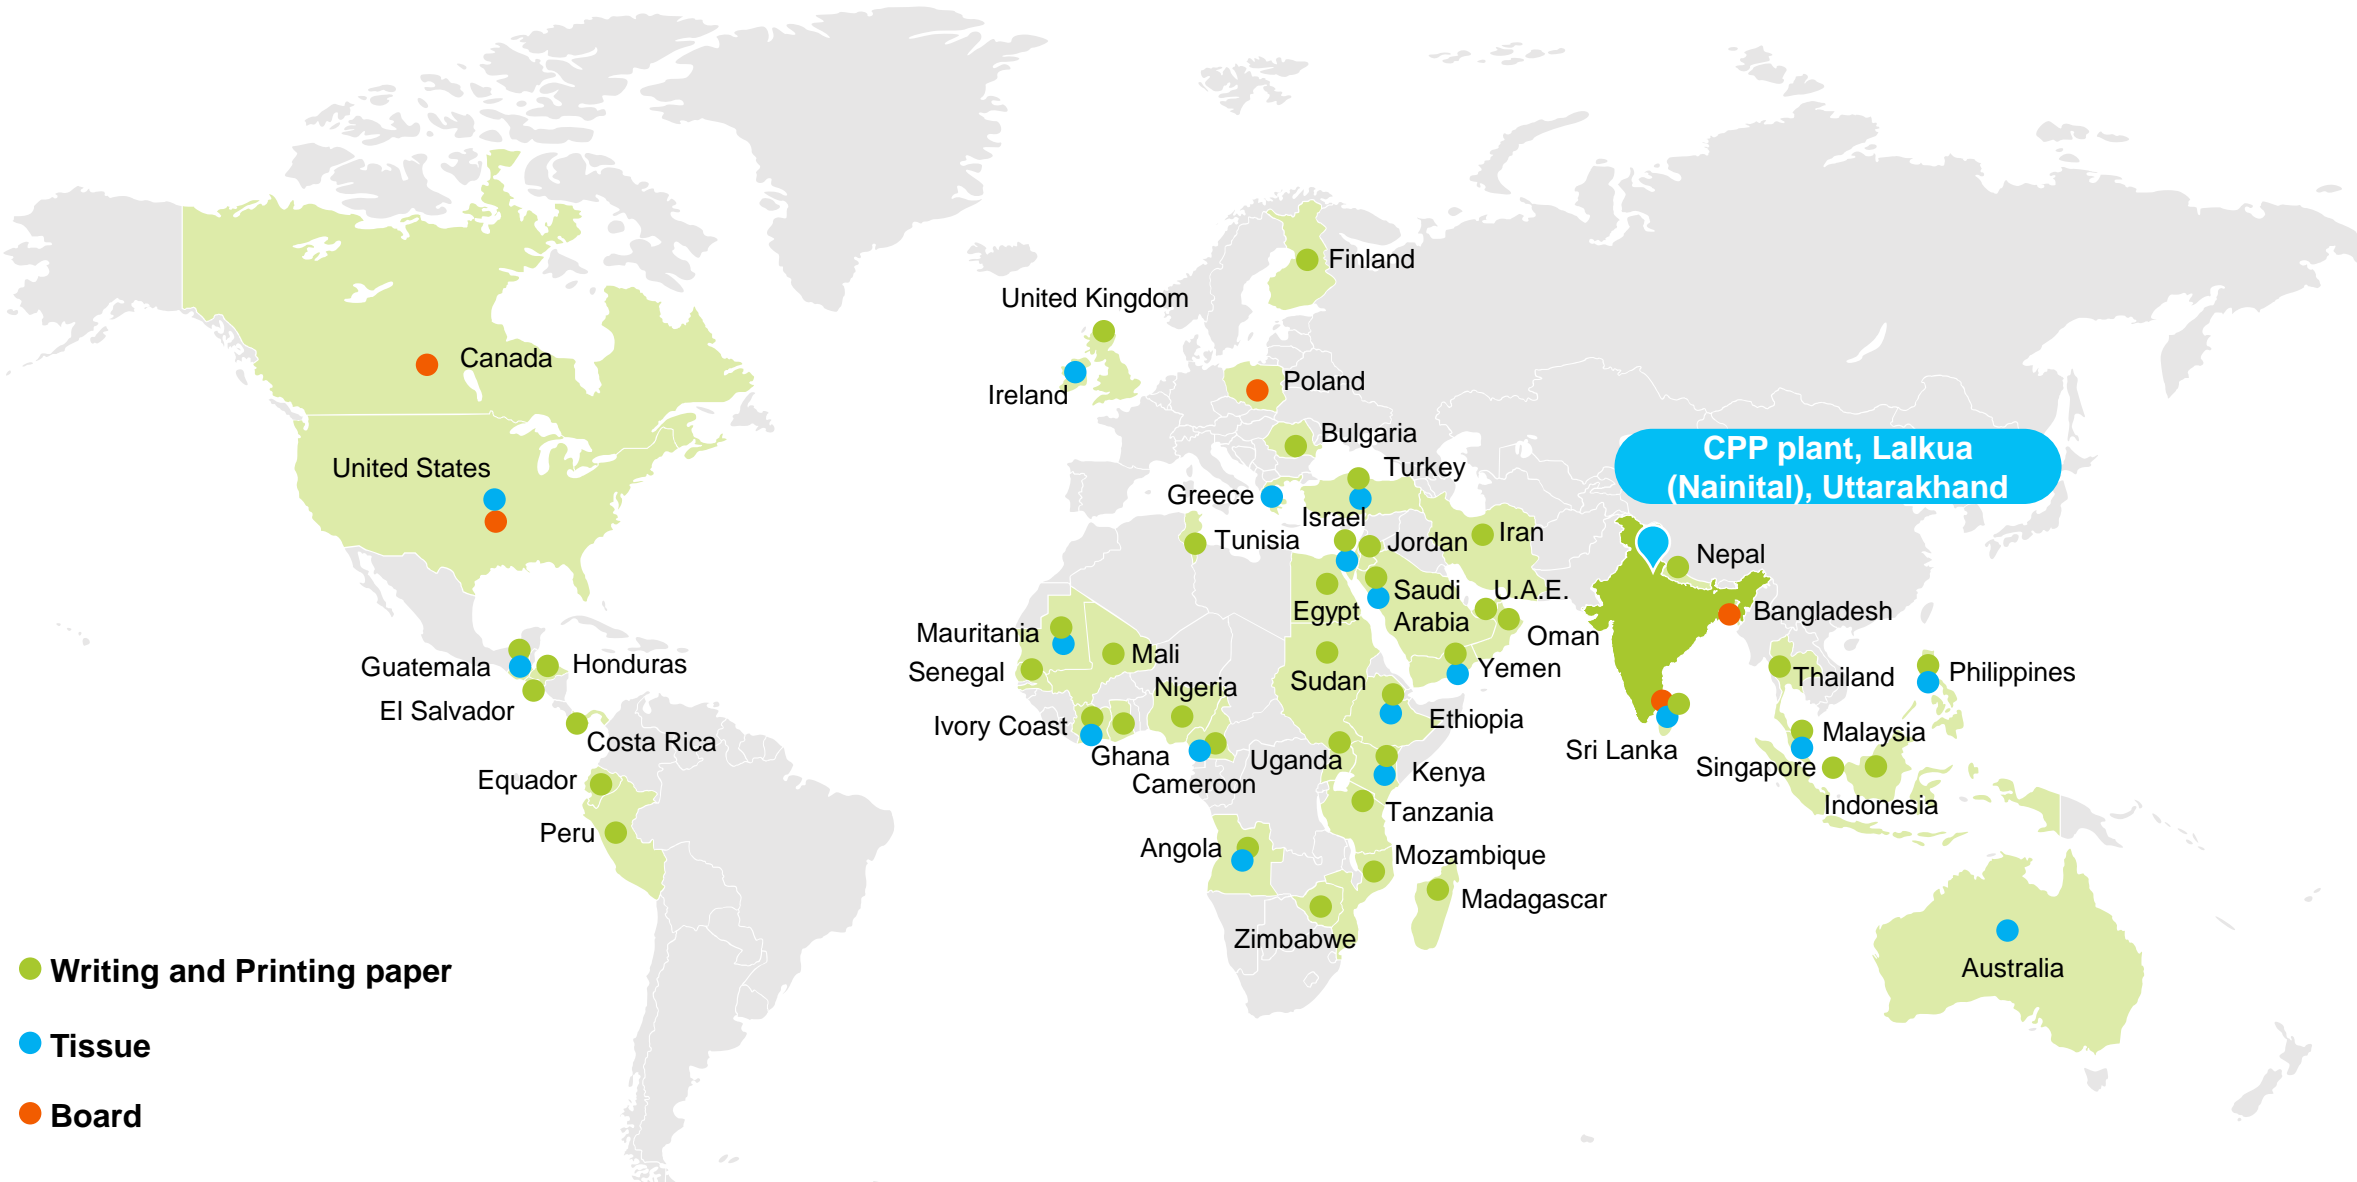 Finland
United Kingdom
Canada
Ireland
Poland
Bulgaria
CPP plant, Lalkua
(Nainital), Uttarakhand
United States
Turkey
Greece
Israel
Tunisia
Jordan
Iran
Nepal
Saudi
Arabia
U.A.E.
Egypt
Bangladesh
Mauritania
Oman
Guatemala
Honduras
Senegal
Mali
Nigeria
Sudan
Yemen
Thailand
Philippines
El Salvador
Ivory Coast
Ethiopia
Costa Rica
Ghana
Cameroon
Uganda
Sri Lanka
Malaysia
Singapore
Kenya
Equador
Indonesia
Tanzania
Peru
Angola
Mozambique
Madagascar
Zimbabwe
Australia
Writing and Printing paper
Tissue
Board